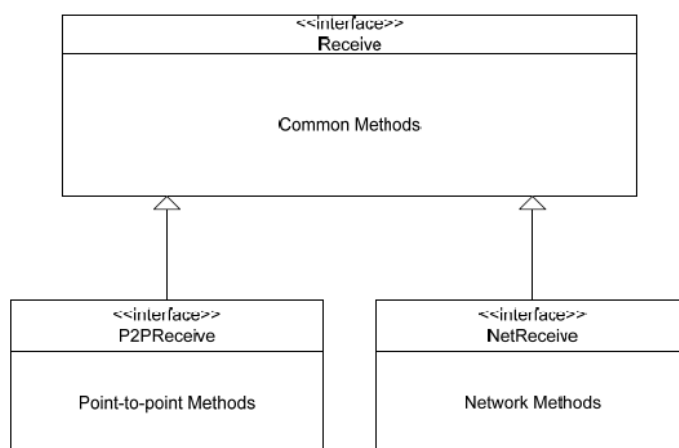 <<interface>>
Receive
Common Methods
<<interface>>
P2PReceive
Point-to-point Methods
<<interface>>
NetReceive
Network Methods